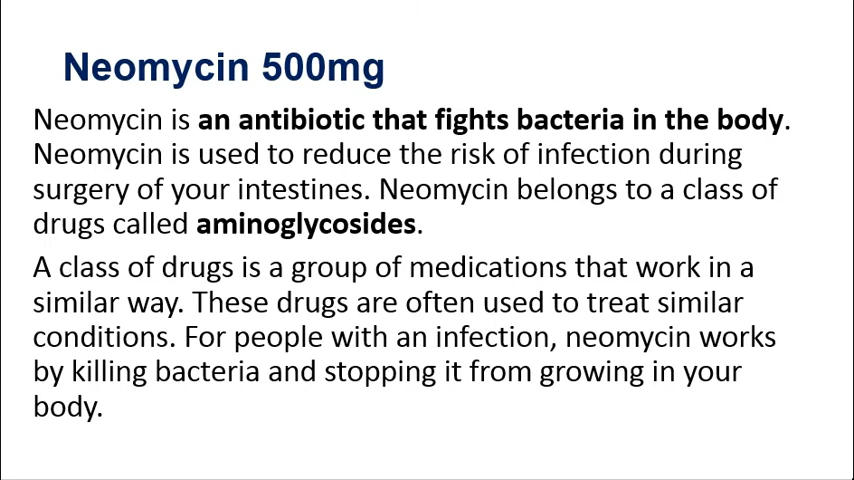 Neomycin 500mg
Neomycin is an antibiotic that fights bacteria in the body.
Neomycin is used to reduce the risk of infection during
surgery of your intestines. Neomycin belongs to a class of
drugs called aminoglycosides.
A class of drugs is a group of medications that work in a
similar way. These drugs are often used to treat similar
conditions. For people with an infection, neomycin works
by killing bacteria and stopping it from growing in your
body.